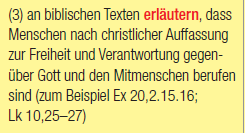 (3) an biblischen Texten erläutern, dass
Menschen nach christlicher Auffassung
zur Freiheit und Verantwortung gegen-
über Gott und den Mitmenschen berufen
sind (zum Beispiel Ex 20,2.15.16;
Lk 10,25–27)